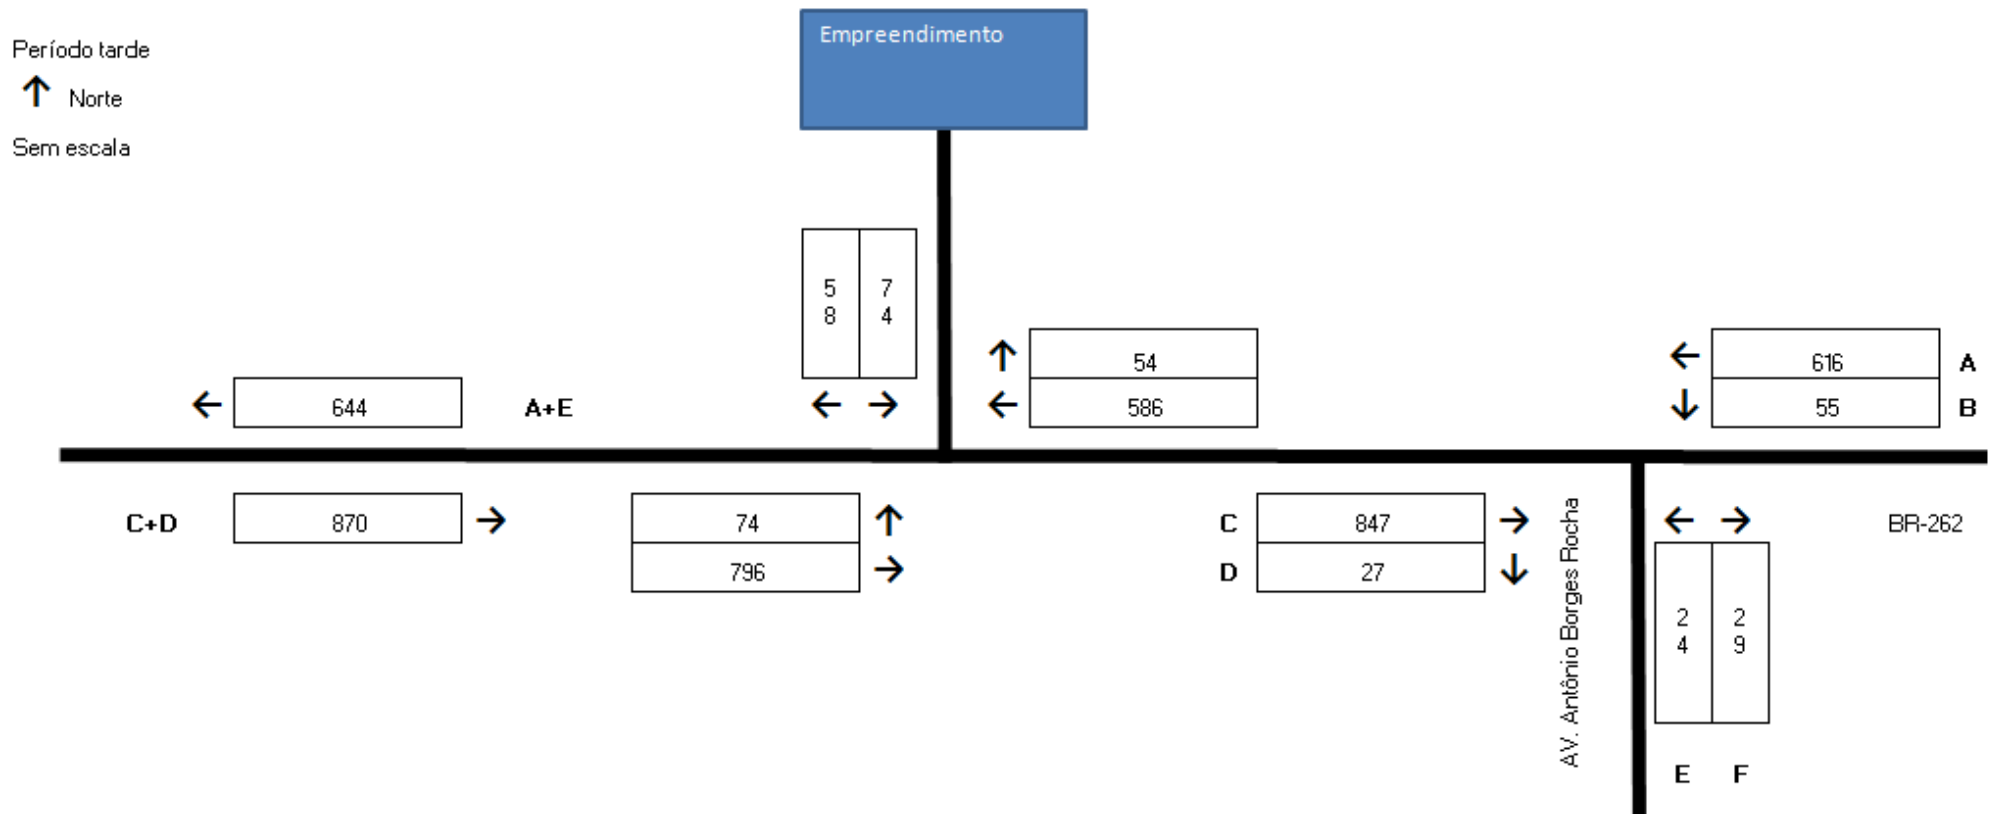 Empreendimento
Período tarde
↑ Norte
Sem escala
5 7
8 4
↑ 54
← 616 A
← 644 A+E ← → ← 586 ↓ 55 B
C+D 870 → 74 ↑ C 847 → ← → BR-262
796 → D 27 ↓
AV. Antônio Borges Rocha
2 2
4 9
E F